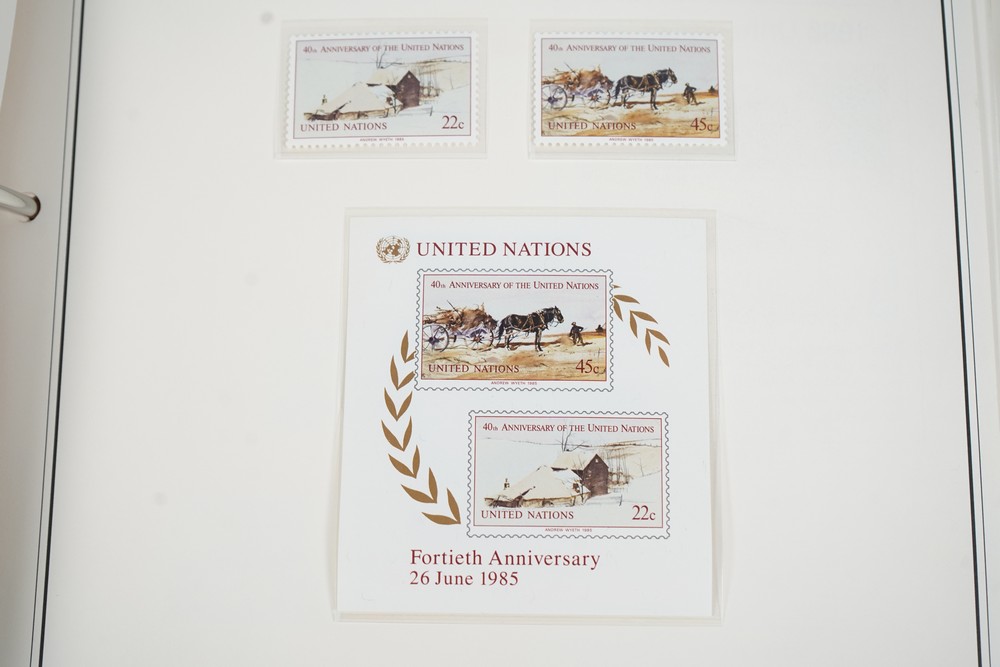 40th ANNIVERSARY OF THE UNITED NATIONS
UNITED NATIONS 22c
ANDREW WYETH 1985
40th ANNIVERSARY OF THE UNITED NATIONS
UNITED NATIONS 45c
ANDREW WYETH 1985
UNITED NATIONS
40th ANNIVERSARY OF THE UNITED NATIONS
UNITED NATIONS 45c
ANDREW WYETH 1985
40th ANNIVERSARY OF THE UNITED NATIONS
UNITED NATIONS 22c
ANDREW WYETH 1985
Fortieth Anniversary
26 June 1985